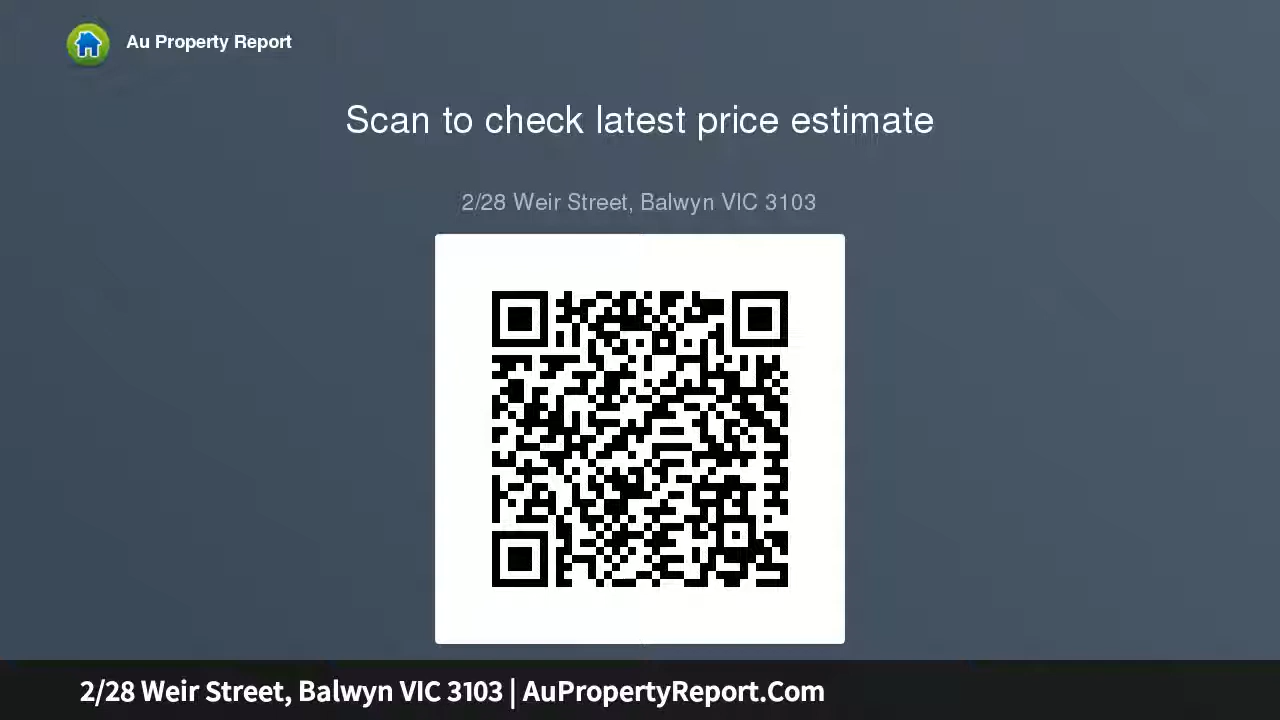 Au Property Report
Scan to check latest price estimate
2/28 Weir Street, Balwyn VIC 3103
2/28 Weir Street, Balwyn VIC 3103 | AuPropertyReport.Com